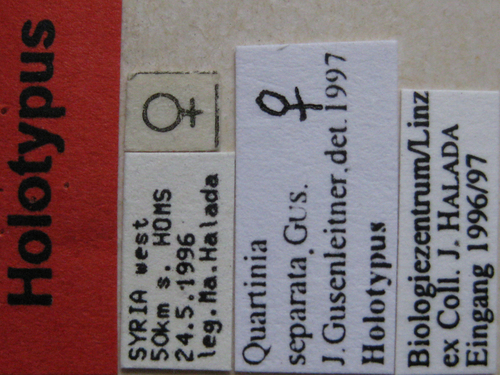 Holotypus
♀
SYRIA west
50km s. HOMS
24.5.1996
leg.Ma.Halada
Quartinia ♀
separata, GUS.
J. Gusenleitner, det. 1997
Holotypus
Biologiezentrum/Linz
ex Coll. J. HALADA
Eingang 1996/97